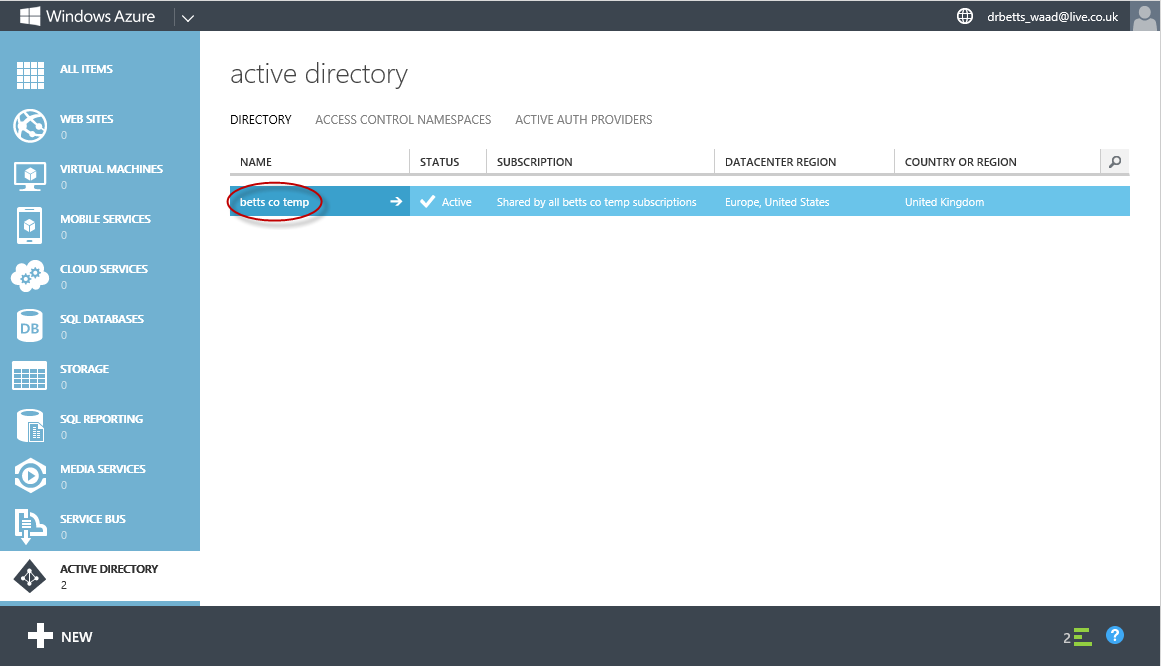 Windows Azure
drbetts_waad@live.co.uk
ALL ITEMS
WEB SITES
0
VIRTUAL MACHINES
0
MOBILE SERVICES
0
CLOUD SERVICES
0
DB
SQL DATABASES
0
STORAGE
0
SQL REPORTING
0
MEDIA SERVICES
0
SERVICE BUS
0
ACTIVE DIRECTORY
2
active directory
DIRECTORY ACCESS CONTROL NAMESPACES ACTIVE AUTH PROVIDERS
NAME STATUS SUBSCRIPTION DATACENTER REGION COUNTRY OR REGION
betts co temp Active Shared by all betts co temp subscriptions Europe, United States United Kingdom
NEW
2
?